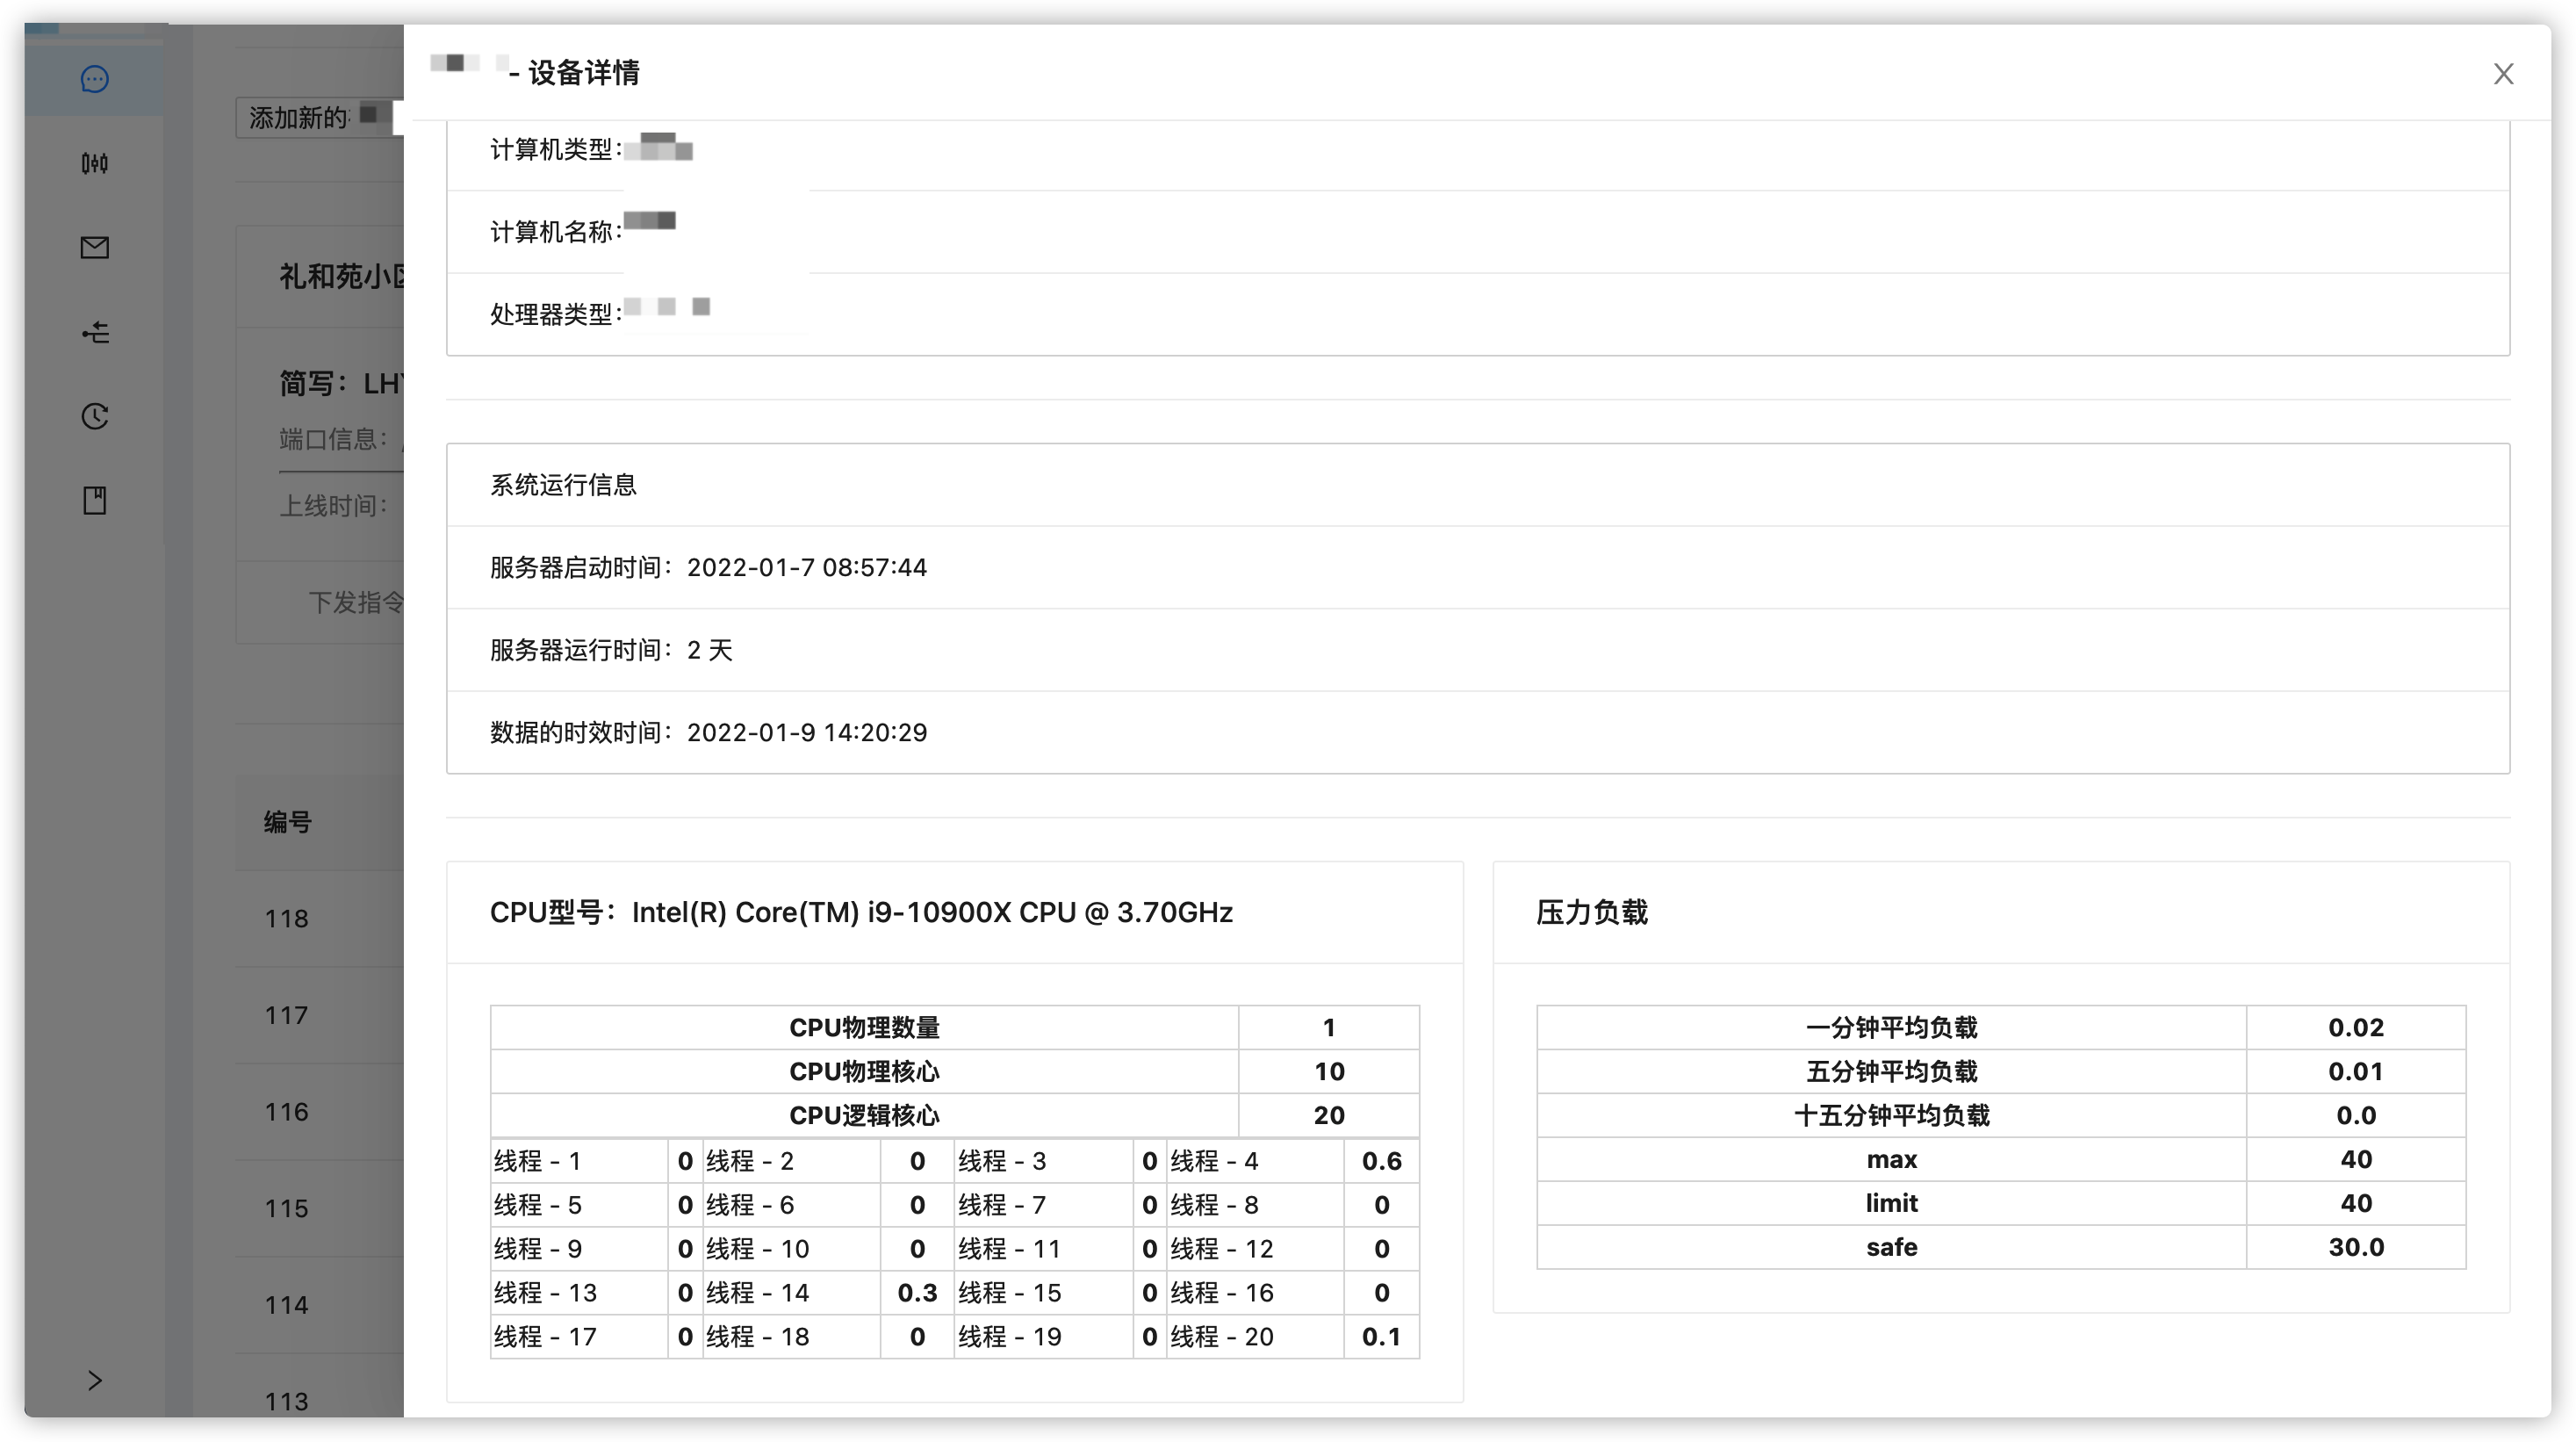 - 设备详情
添加新的
计算机类型：
计算机名称：
处理器类型：
礼和苑小
简写：LH
端口信息：
上线时间：
下发指令
系统运行信息
服务器启动时间：2022-01-7 08:57:44
服务器运行时间：2 天
数据的时效时间：2022-01-9 14:20:29
编号
118
117
116
115
114
113
CPU型号：Intel(R) Core(TM) i9-10900X CPU @ 3.70GHz
CPU物理数量 1
CPU物理核心 10
CPU逻辑核心 20
线程 - 1 0 线程 - 2 0 线程 - 3 0 线程 - 4 0.6
线程 - 5 0 线程 - 6 0 线程 - 7 0 线程 - 8 0
线程 - 9 0 线程 - 10 0 线程 - 11 0 线程 - 12 0
线程 - 13 0 线程 - 14 0.3 线程 - 15 0 线程 - 16 0
线程 - 17 0 线程 - 18 0 线程 - 19 0 线程 - 20 0.1
压力负载
一分钟平均负载 0.02
五分钟平均负载 0.01
十五分钟平均负载 0.0
max 40
limit 40
safe 30.0